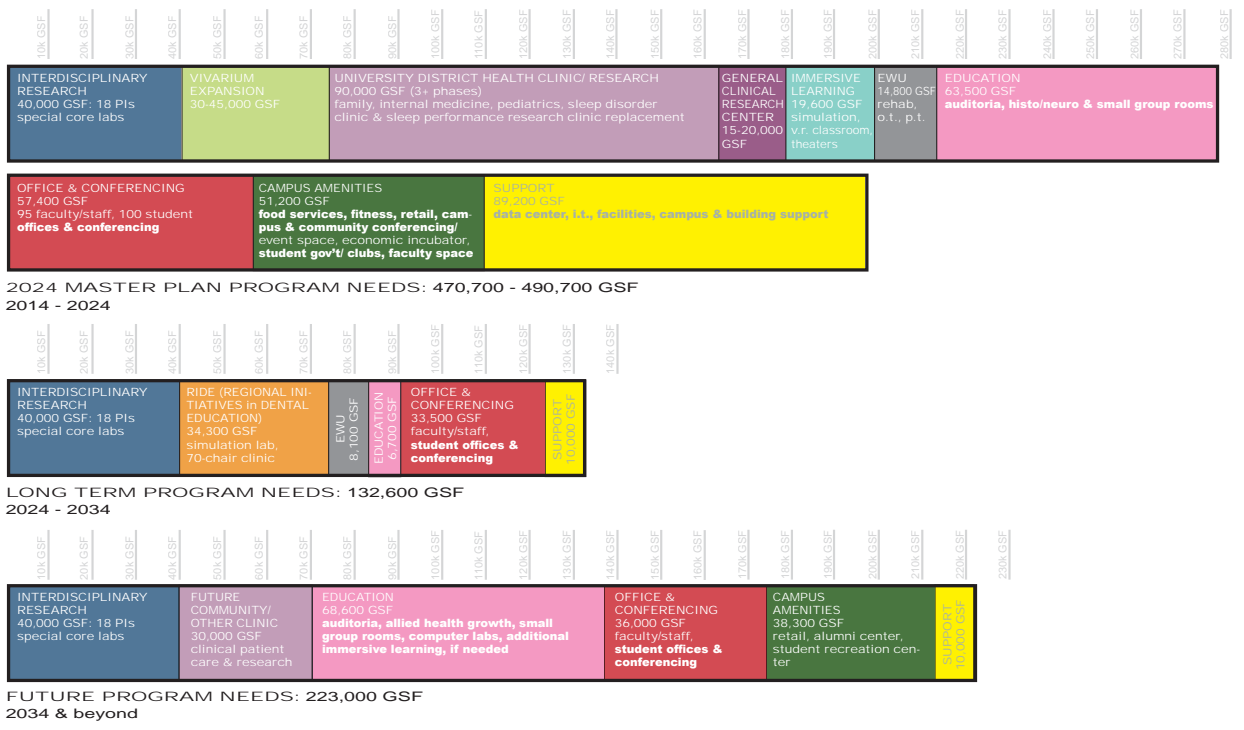 10k GSF
20k GSF
30k GSF
40k GSF
50k GSF
60k GSF
70k GSF
80k GSF
90k GSF
100k GSF
110k GSF
120k GSF
130k GSF
140k GSF
150k GSF
160k GSF
170k GSF
180k GSF
190k GSF
200k GSF
210k GSF
220k GSF
230k GSF
240k GSF
250k GSF
260k GSF
270k GSF
280k GSF
INTERDISCIPLINARY
RESEARCH
40,000 GSF: 18 PIs
special core labs
VIVARIUM
EXPANSION
30-45,000 GSF
UNIVERSITY DISTRICT HEALTH CLINIC/ RESEARCH
90,000 GSF (3+ phases)
family, internal medicine, pediatrics, sleep disorder
clinic & sleep performance research clinic replacement
GENERAL
CLINICAL
RESEARCH
CENTER
15-20,000
GSF
IMMERSIVE
LEARNING
19,600 GSF
simulation,
v.r. classroom,
theaters
EWU
14,800 GSF
rehab,
o.t., p.t.
EDUCATION
63,500 GSF
auditoria, histo/neuro & small group rooms
OFFICE & CONFERENCING
57,400 GSF
95 faculty/staff, 100 student
offices & conferencing
CAMPUS AMENITIES
51,200 GSF
food services, fitness, retail, cam-
pus & community conferencing/
event space, economic incubator,
student gov't/ clubs, faculty space
SUPPORT
89,200 GSF
data center, i.t., facilities, campus & building support
2024 MASTER PLAN PROGRAM NEEDS: 470,700 - 490,700 GSF
2014 - 2024
10k GSF
20k GSF
30k GSF
40k GSF
50k GSF
60k GSF
70k GSF
80k GSF
90k GSF
100k GSF
110k GSF
120k GSF
130k GSF
140k GSF
INTERDISCIPLINARY
RESEARCH
40,000 GSF: 18 PIs
special core labs
RIDE (REGIONAL INI-
TIATIVES in DENTAL
EDUCATION)
34,300 GSF
simulation lab,
70-chair clinic
EWU
8,100 GSF
EDUCATION
6,700 GSF
OFFICE &
CONFERENCING
33,500 GSF
faculty/staff,
student offices &
conferencing
SUPPORT
10,000 GSF
LONG TERM PROGRAM NEEDS: 132,600 GSF
2024 - 2034
10k GSF
20k GSF
30k GSF
40k GSF
50k GSF
60k GSF
70k GSF
80k GSF
90k GSF
100k GSF
110k GSF
120k GSF
130k GSF
140k GSF
150k GSF
160k GSF
170k GSF
180k GSF
190k GSF
200k GSF
210k GSF
220k GSF
230k GSF
INTERDISCIPLINARY
RESEARCH
40,000 GSF: 18 PIs
special core labs
FUTURE
COMMUNITY/
OTHER CLINIC
30,000 GSF
clinical patient
care & research
EDUCATION
68,600 GSF
auditoria, allied health growth, small
group rooms, computer labs, additional
immersive learning, if needed
OFFICE &
CONFERENCING
36,000 GSF
faculty/staff,
student offices &
conferencing
CAMPUS
AMENITIES
38,300 GSF
retail, alumni center,
student recreation cen-
ter
SUPPORT
10,000 GSF
FUTURE PROGRAM NEEDS: 223,000 GSF
2034 & beyond